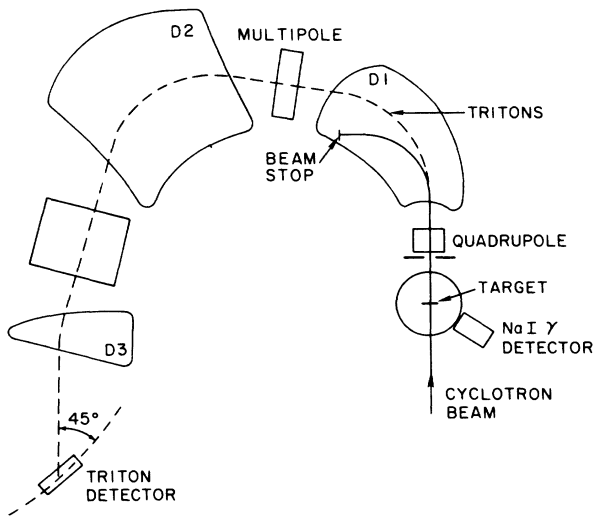 D2
MULTIPOLE
D1
TRITONS
BEAM
STOP
QUADRUPOLE
TARGET
NaI γ
DETECTOR
D3
CYCLOTRON
BEAM
45°
TRITON
DETECTOR